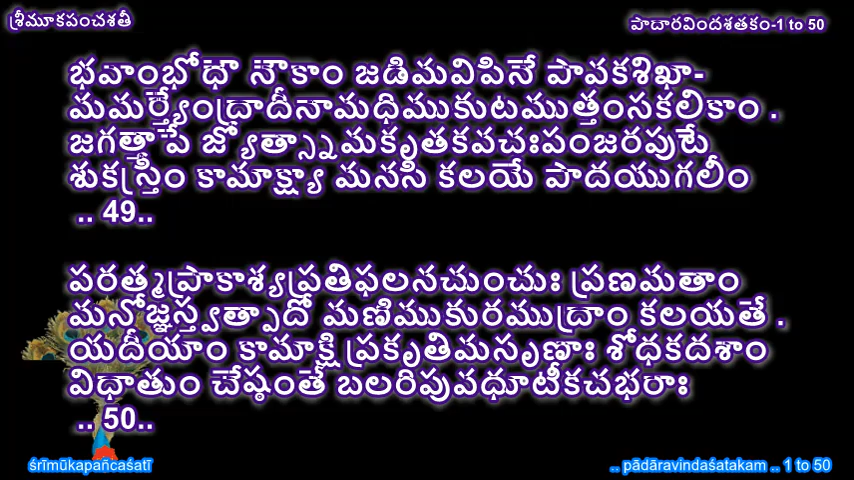 శ్రీమూకపంచశతీ
పాదారవిందశతకం-1 to 50
భవాంభోధౌ నౌకాం జడిమవిపినే పావకశిఖా-
మమర్త్యేంద్రాదీనామధిముకుటముత్తంసకలికాం .
జగత్తాపే జ్యోత్స్నామకృతకవచఃపంజరపుటే
శుకస్త్రీం కామాక్ష్యా మనసి కలయే పాదయుగలీం
.. 49..
పరత్మప్రాకాశ్యప్రతిఫలనచుంచుః ప్రణమతాం
మనోజ్ఞస్త్వత్పాదో మణిముకురముద్రాం కలయతే .
యదీయాం కామాక్షి ప్రకృతిమసృణాః శోధకదశాం
విధాతుం చేష్ఠంతే బలరిపువధూటీకచభరాః
.. 50..
śrīmūkapañcaśatī
.. pādāravindaśatakam .. 1 to 50